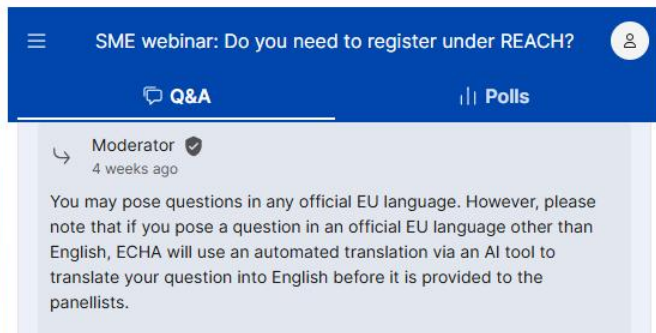 SME webinar: Do you need to register under REACH?
Q&A
Polls
Moderator
4 weeks ago
You may pose questions in any official EU language. However, please
note that if you pose a question in an official EU language other than
English, ECHA will use an automated translation via an AI tool to
translate your question into English before it is provided to the
panellists.